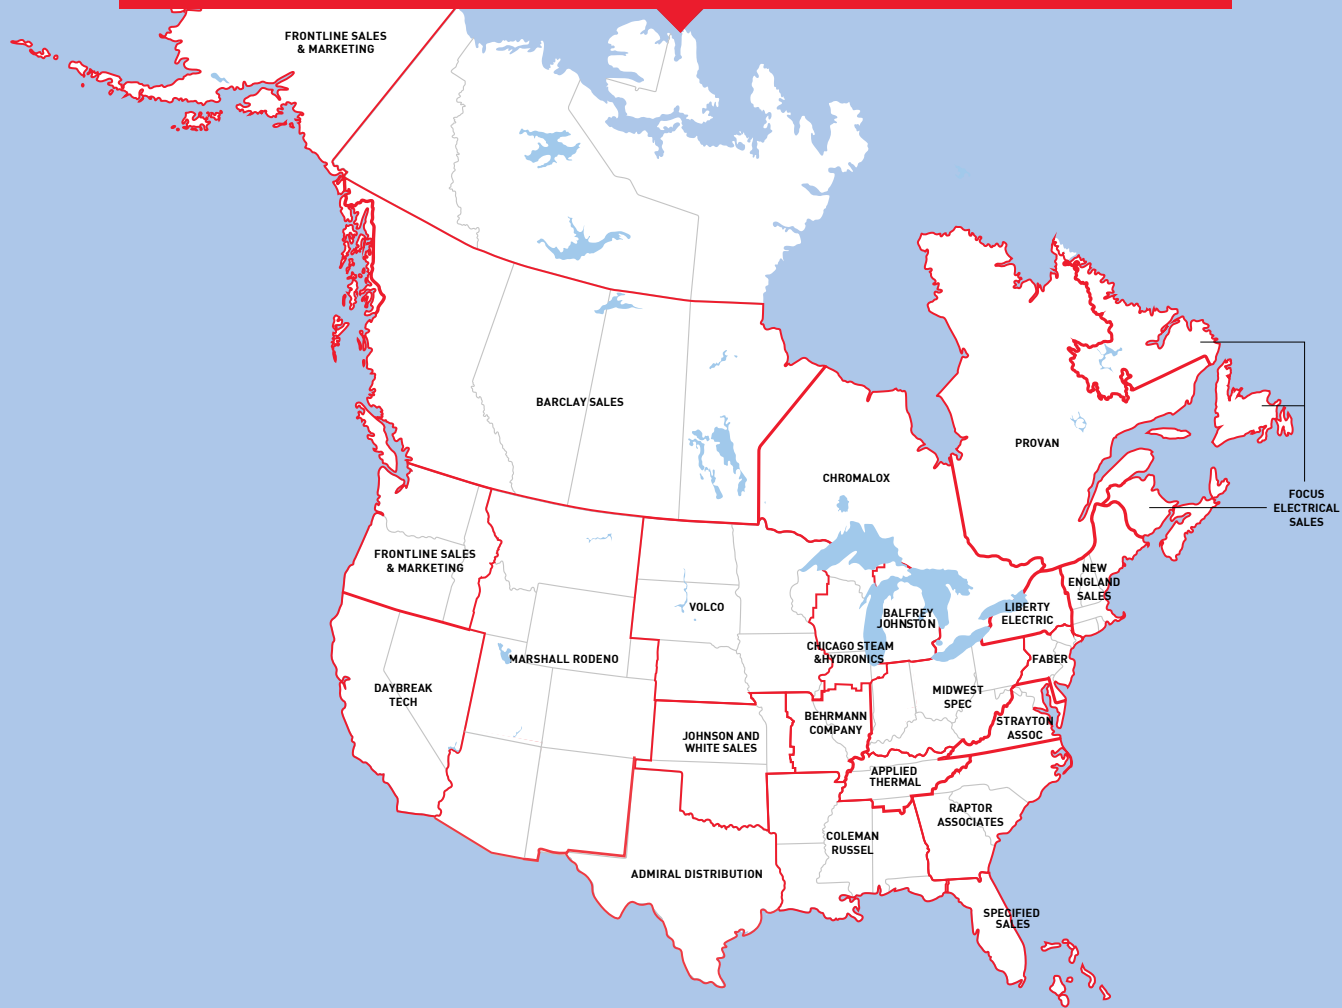 FRONTLINE SALES
& MARKETING
BARCLAY SALES
CHROMALOX
PROVAN
FOCUS
ELECTRICAL
SALES
FRONTLINE SALES
& MARKETING
VOLCO
MARSHALL RODENO
DAYBREAK
TECH
JOHNSON AND
WHITE SALES
BEHRMANN
COMPANY
CHICAGO STEAM
&HYDRONICS
BALFREY
JOHNSTON
LIBERTY
ELECTRIC
NEW
ENGLAND
SALES
FABER
MIDWEST
SPEC
STRAYTON
ASSOC
APPLIED
THERMAL
RAPTOR
ASSOCIATES
COLEMAN
RUSSEL
ADMIRAL DISTRIBUTION
SPECIFIED
SALES